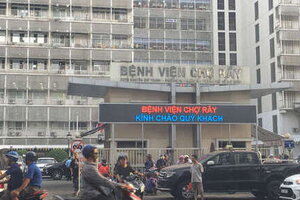 BỆNH VIỆN CHỢ RẪY
BỆNH VIỆN CHỢ RẪY
KÍNH CHÀO QUÝ KHÁCH